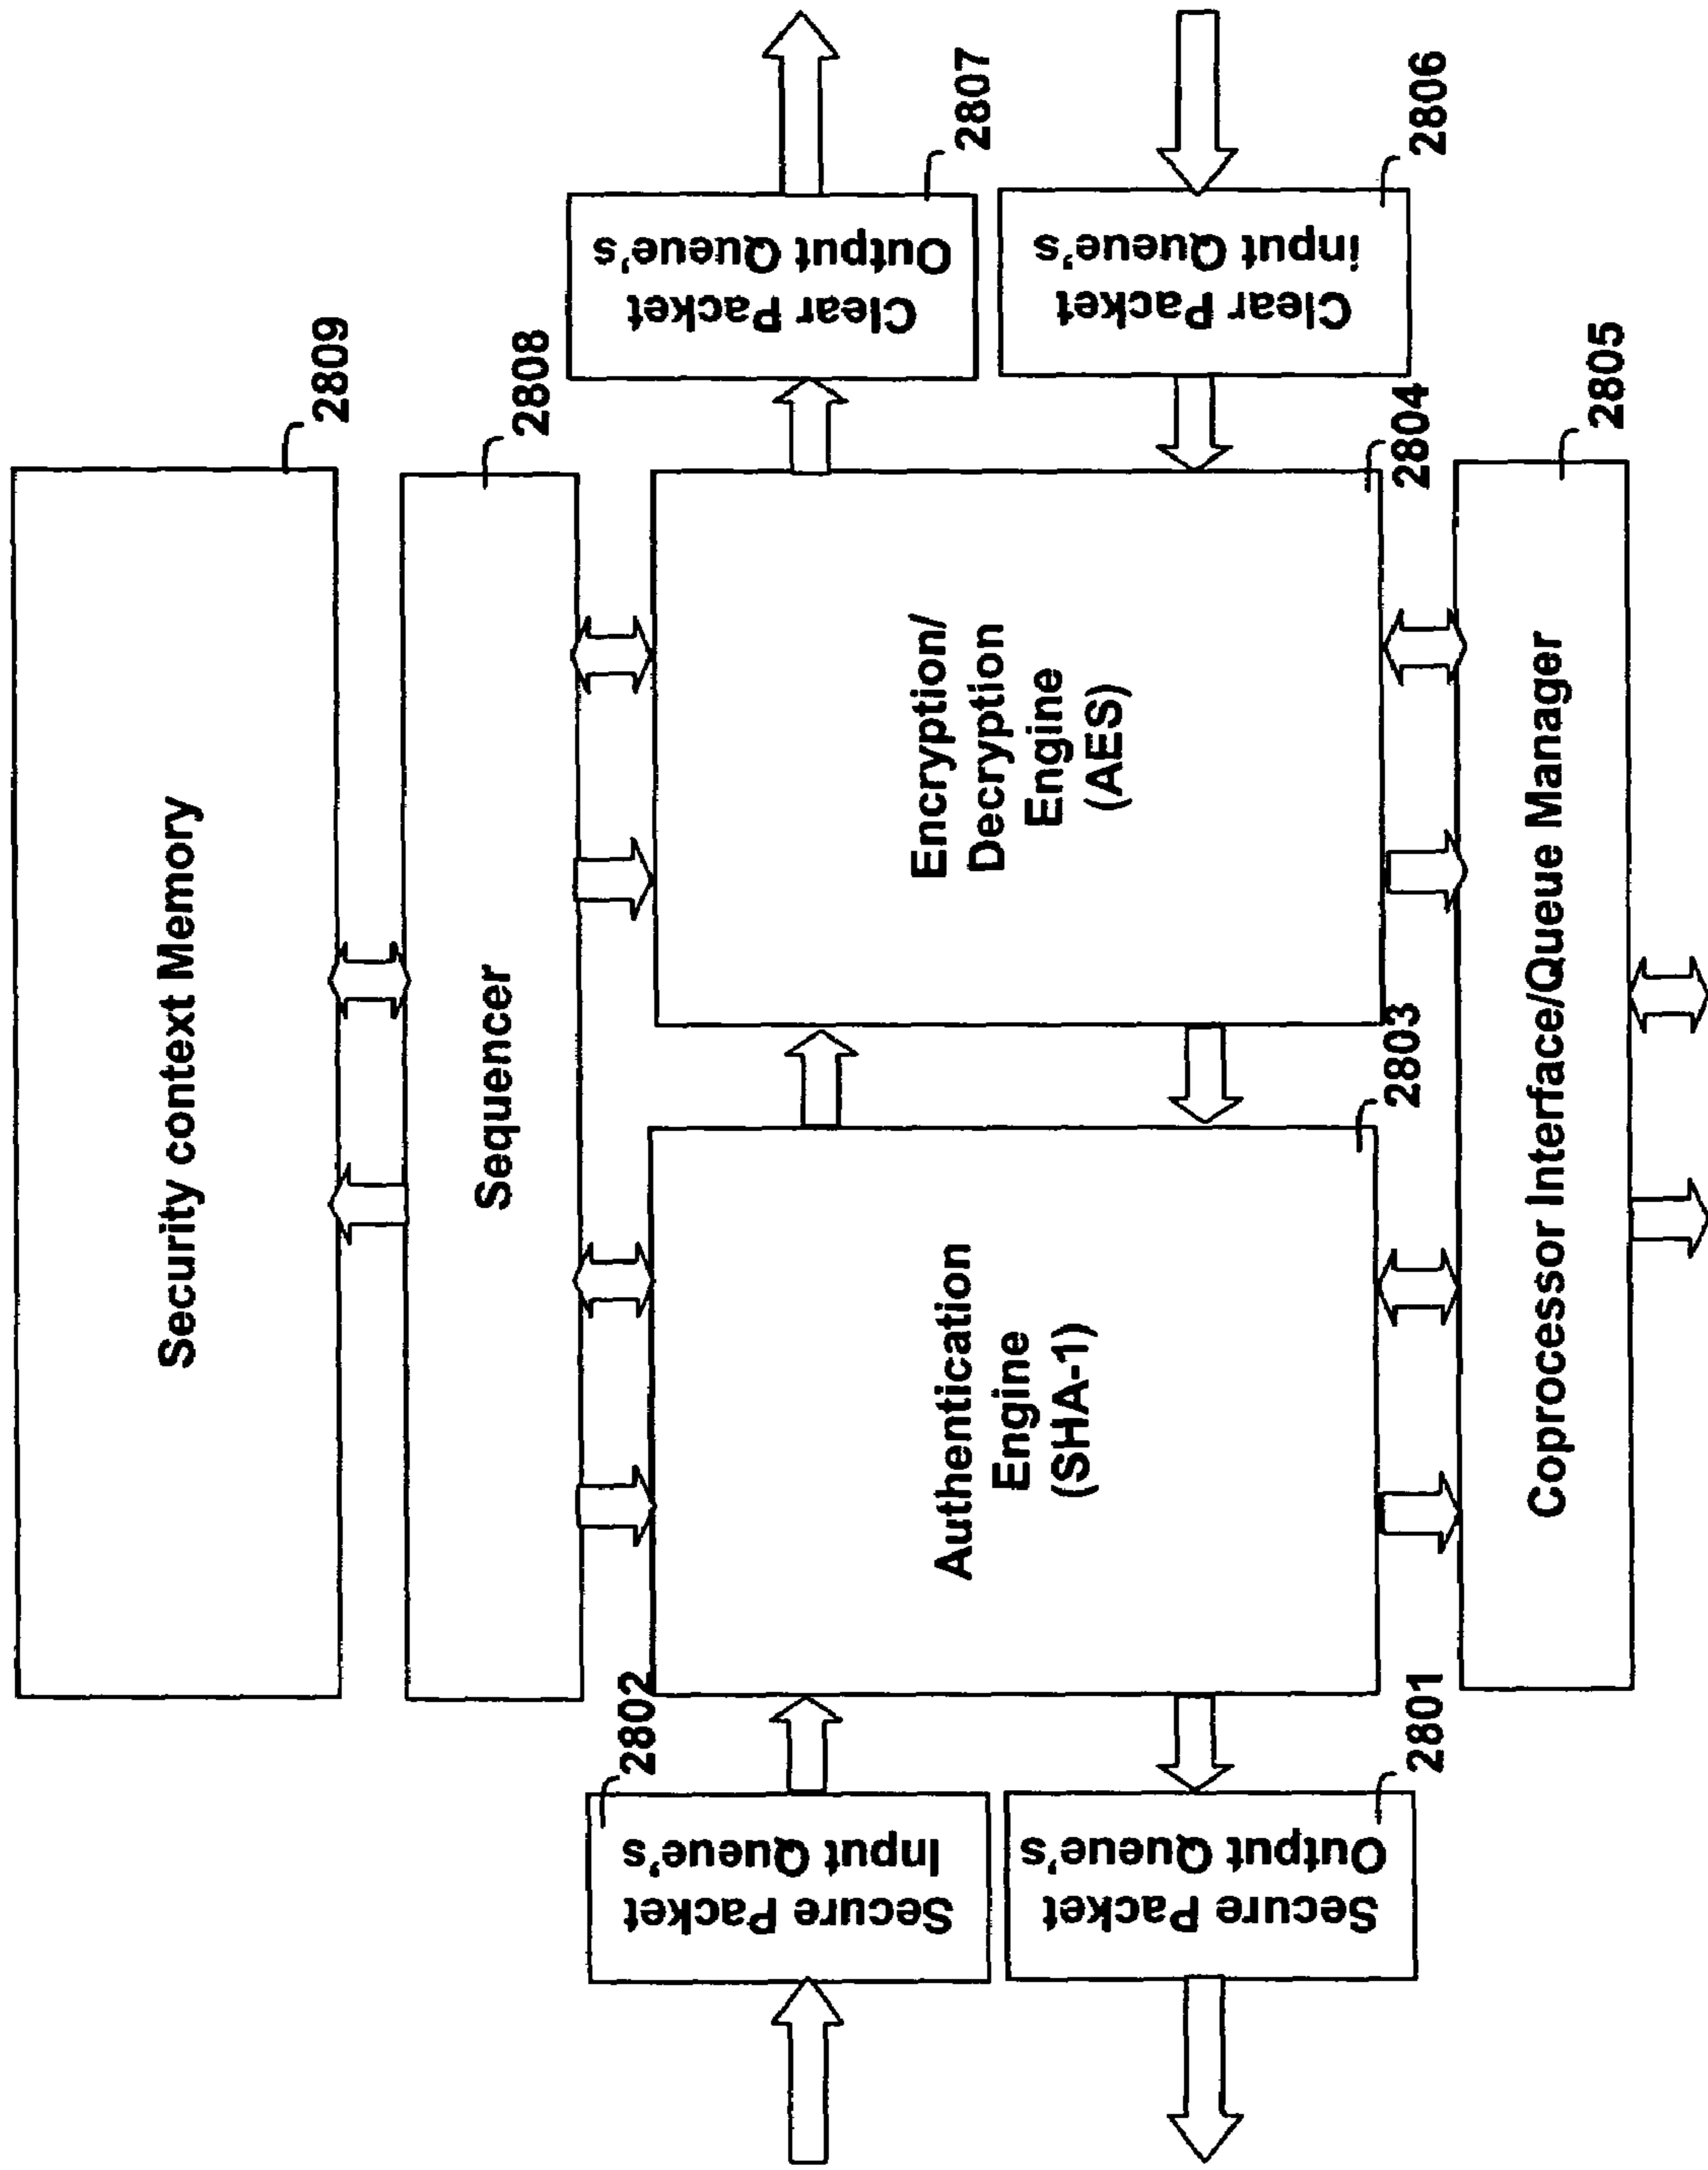 Security context Memory
2809
Sequencer
2808
Secure Packet
Input Queue's
2802
Secure Packet
Output Queue's
2801
Authentication
Engine
(SHA-1)
2803
Encryption/
Decryption
Engine
(AES)
2804
Clear Packet
Output Queue's
2807
Clear Packet
input Queue's
2806
Coprocessor Interface/Queue Manager
2805